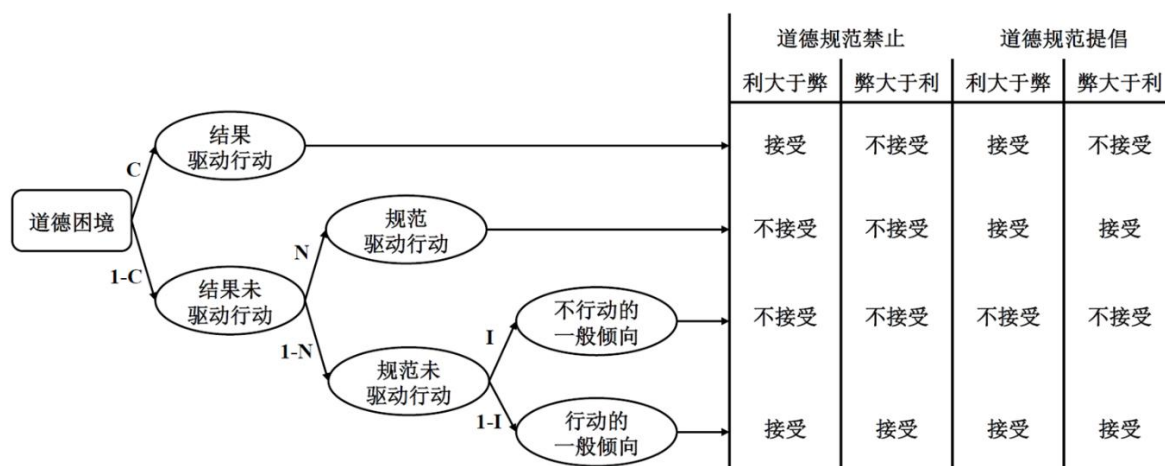 道德规范禁止 道德规范提倡
利大于弊 弊大于利 利大于弊 弊大于利
结果
驱动行动
接受 不接受 接受 不接受
C
道德困境
规范
驱动行动
不接受 不接受 接受 接受
N
1-C
结果未
驱动行动
不行动的
一般倾向
不接受 不接受 不接受 不接受
I
1-N
规范未
驱动行动
1-I
行动的
一般倾向
接受 接受 接受 接受